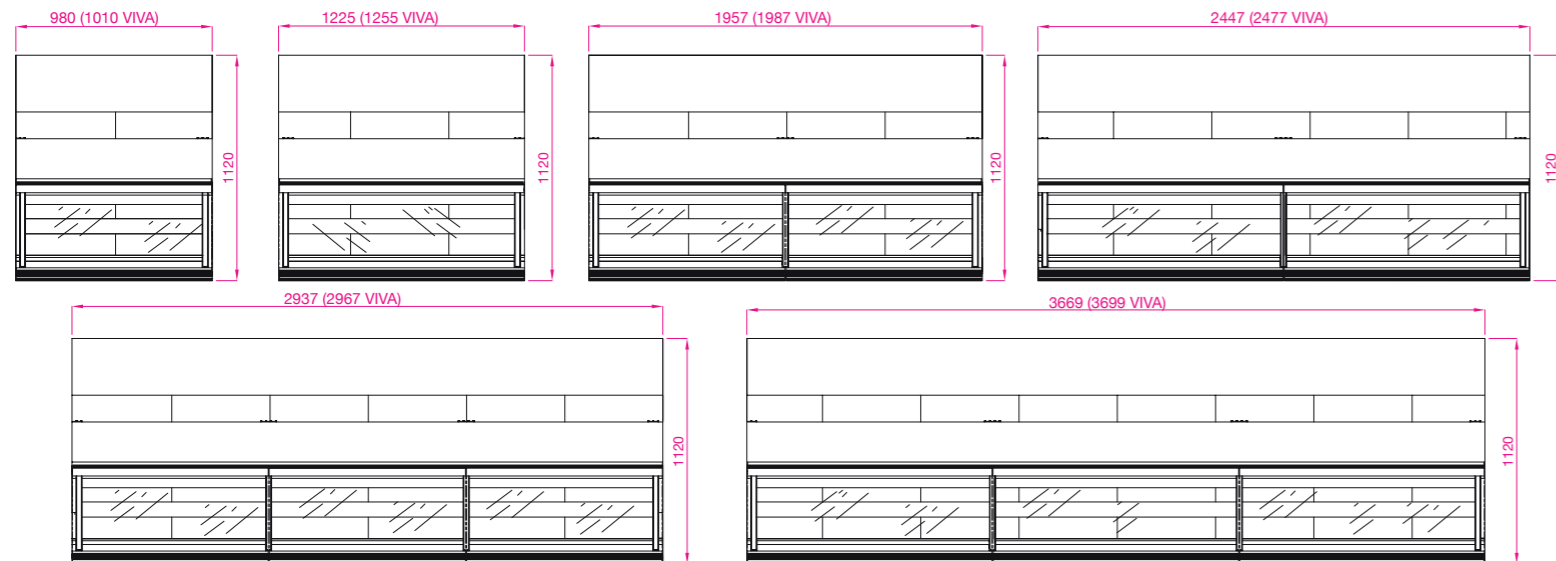 980 (1010 VIVA)
1225 (1255 VIVA)
1957 (1987 VIVA)
2447 (2477 VIVA)
1120
1120
1120
1120
2937 (2967 VIVA)
3669 (3699 VIVA)
1120
1120